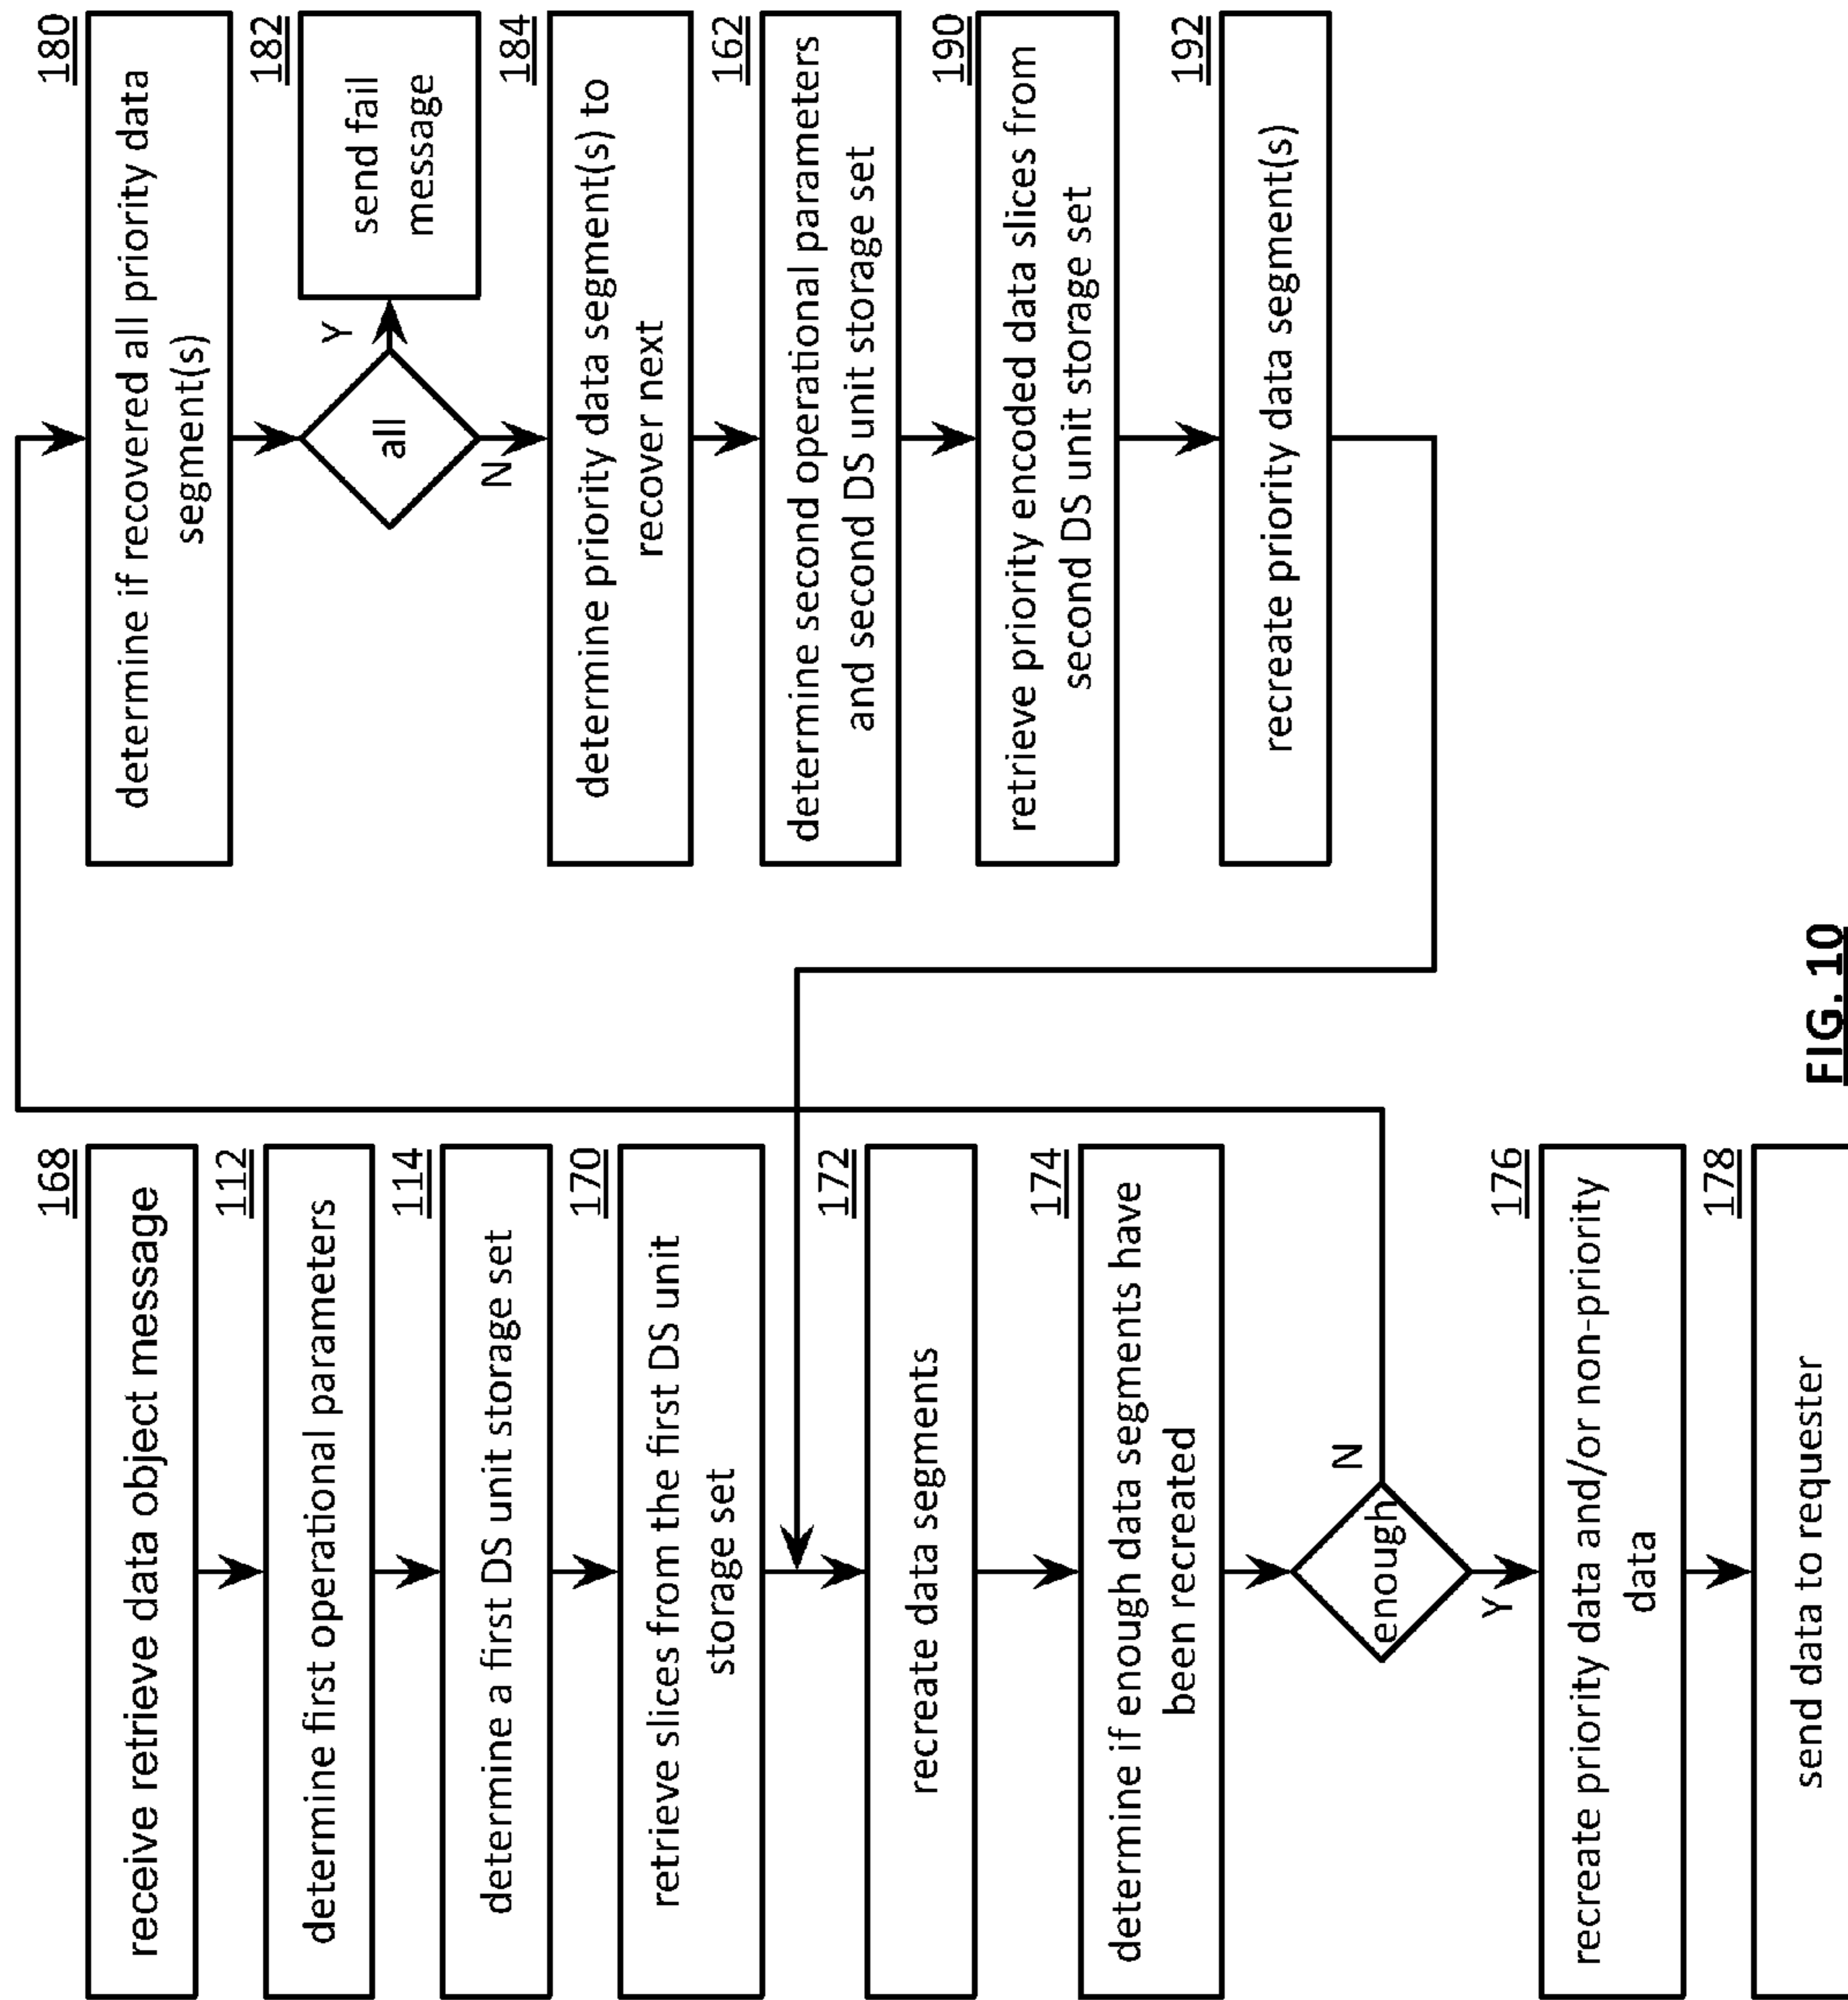 168
receive retrieve data object message
112
determine first operational parameters
114
determine a first DS unit storage set
170
retrieve slices from the first DS unit
storage set
172
recreate data segments
174
determine if enough data segments have
been recreated
enough
N
Y
176
recreate priority data and/or non-priority
data
178
send data to requester
180
determine if recovered all priority data
segment(s)
all
Y
N
182
send fail
message
184
determine priority data segment(s) to
recover next
162
determine second operational parameters
and second DS unit storage set
190
retrieve priority encoded data slices from
second DS unit storage set
192
recreate priority data segment(s)
FIG. 10